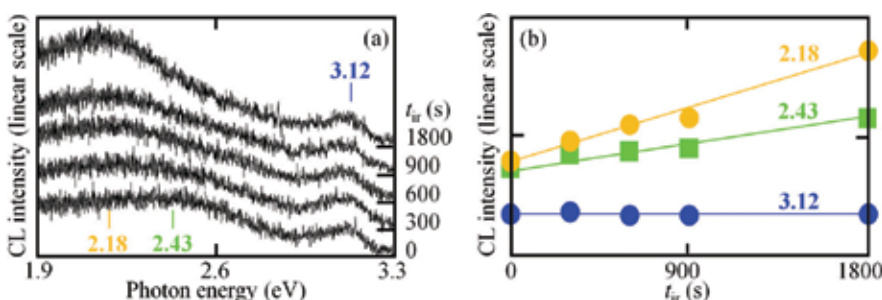 CL intensity (linear scale)
(a)
3.12
t_ir (s)
1800
900
600
300
0
2.18
2.43
1.9
2.6
3.3
Photon energy (eV)
CL intensity (linear scale)
(b)
2.18
2.43
3.12
0
900
1800
t_ir (s)